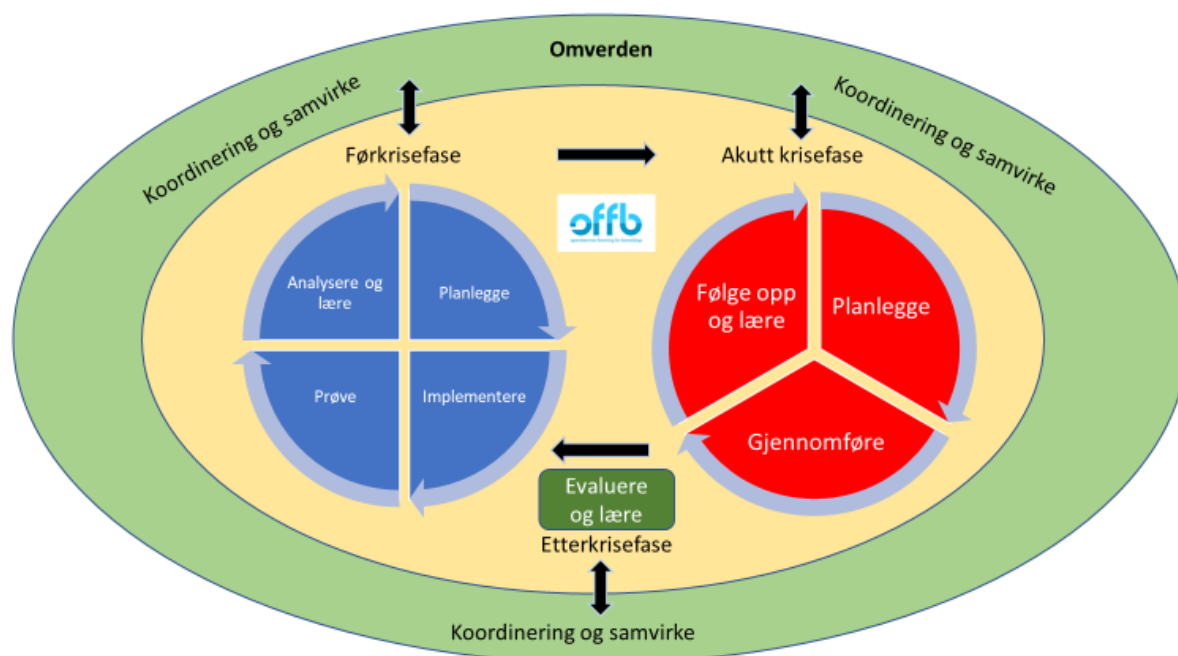 Omverden
Koordinering og samvirke
Koordinering og samvirke
Førkrisefase
Akutt krisefase
offb
Analysere og
lære
Planlegge
Prøve
Implementere
Følge opp
og lære
Planlegge
Gjennomføre
Evaluere
og lære
Etterkrisefase
Koordinering og samvirke